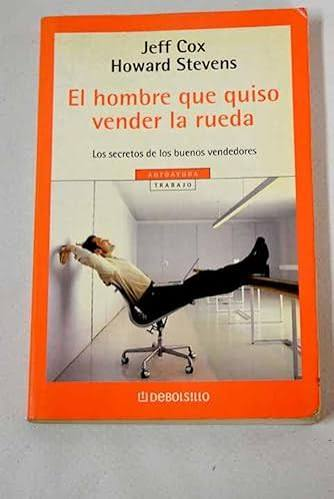 Jeff Cox
Howard Stevens
El hombre que quiso
vender la rueda
Los secretos de los buenos vendedores
AUTOAYUDA
TRABAJO
DEBOLSILLO